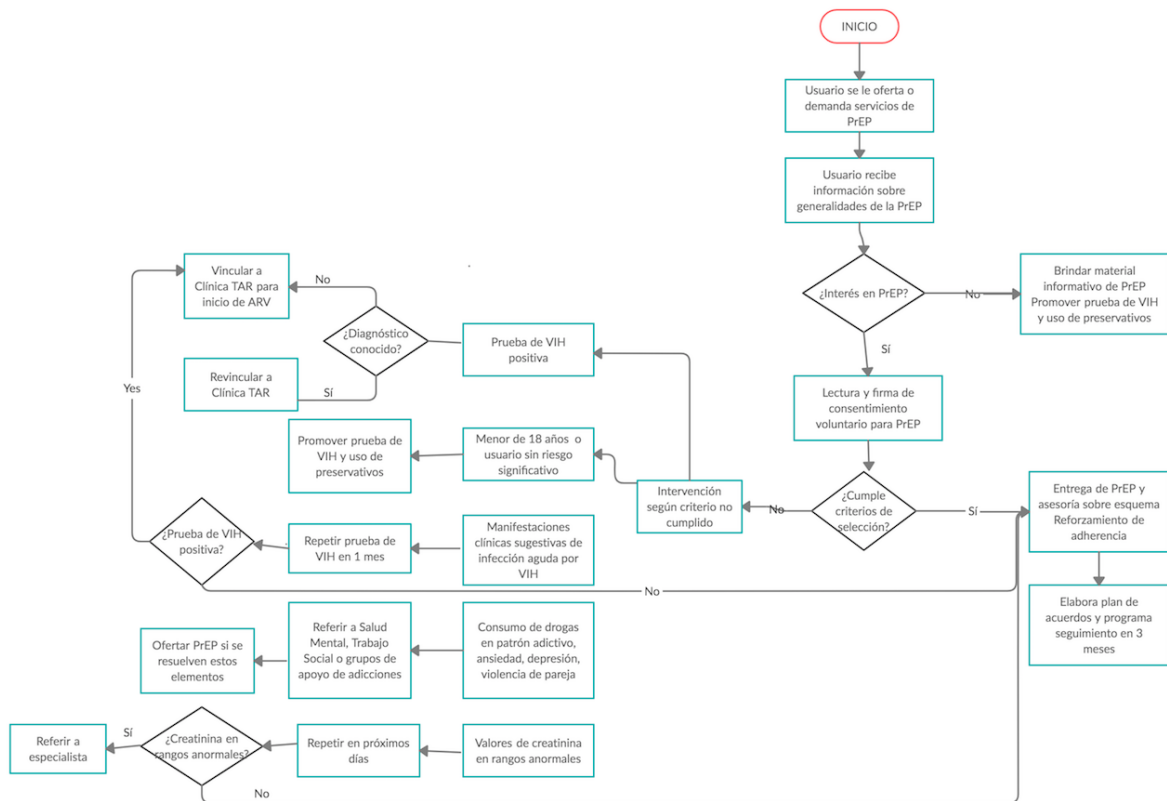 INICIO
Usuario se le oferta o
demanda servicios de
PrEP
Usuario recibe
información sobre
generalidades de la PrEP
¿Interés en PrEP?
No
Brindar material
informativo de PrEP
Promover prueba de VIH
y uso de preservativos
Sí
Lectura y firma de
consentimiento
voluntario para PrEP
¿Cumple
criterios de
selección?
Sí
Entrega de PrEP y
asesoría sobre esquema
Reforzamiento de
adherencia
Elabora plan de
acuerdos y programa
seguimiento en 3
meses
No
Intervención
según criterio no
cumplido
Prueba de VIH
positiva
¿Diagnóstico
conocido?
No
Vincular a
Clínica TAR para
inicio de ARV
Sí
Revincular a
Clínica TAR
Menor de 18 años o
usuario sin riesgo
significativo
Promover prueba de
VIH y uso de
preservativos
Manifestaciones
clínicas sugestivas de
infección aguda por
VIH
Repetir prueba de
VIH en 1 mes
¿Prueba de VIH
positiva?
Yes
No
Consumo de drogas
en patrón adictivo,
ansiedad, depresión,
violencia de pareja
Referir a Salud
Mental, Trabajo
Social o grupos de
apoyo de adicciones
Ofertar PrEP si se
resuelven estos
elementos
Valores de creatinina
en rangos anormales
Repetir en próximos
días
¿Creatinina en
rangos anormales?
Sí
Referir a
especialista
No